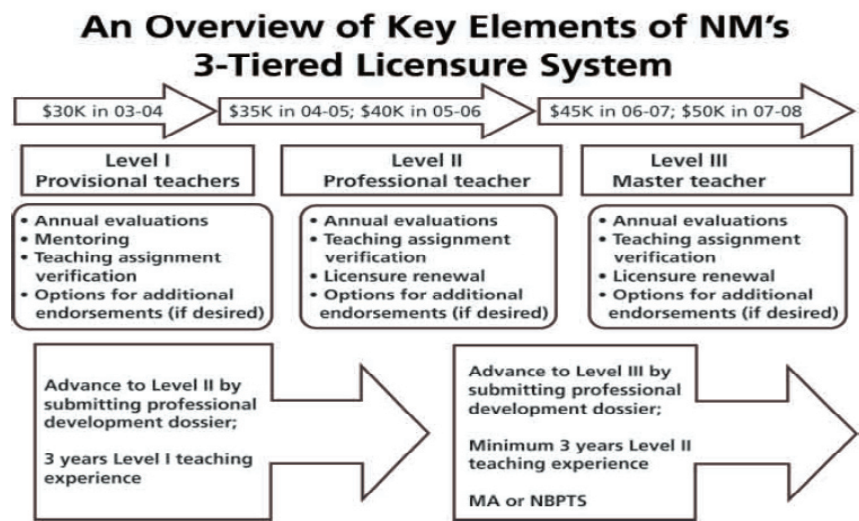 An Overview of Key Elements of NM's
3-Tiered Licensure System
$30K in 03-04
$35K in 04-05; $40K in 05-06
$45K in 06-07; $50K in 07-08
Level I
Provisional teachers
Level II
Professional teacher
Level III
Master teacher
• Annual evaluations
• Mentoring
• Teaching assignment
verification
• Options for additional
endorsements (if desired)
• Annual evaluations
• Teaching assignment
verification
• Licensure renewal
• Options for additional
endorsements (if desired)
• Annual evaluations
• Teaching assignment
verification
• Licensure renewal
• Options for additional
endorsements (if desired)
Advance to Level II by
submitting professional
development dossier;
3 years Level I teaching
experience
Advance to Level III by
submitting professional
development dossier;
Minimum 3 years Level II
teaching experience
MA or NBPTS